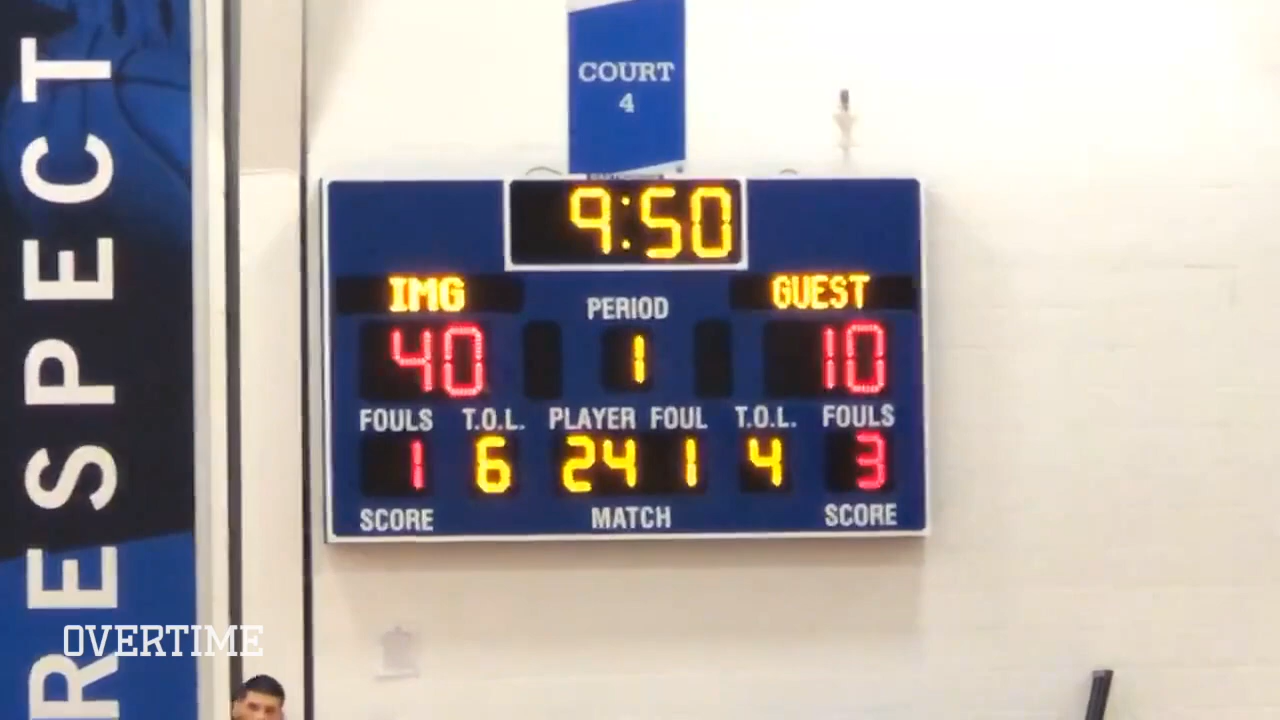 RESPECT
COURT
4
9:50
IMG
GUEST
PERIOD
40
1
10
FOULS T.O.L. PLAYER FOUL T.O.L. FOULS
1 6 24 1 4 3
SCORE MATCH SCORE
OVERTIME